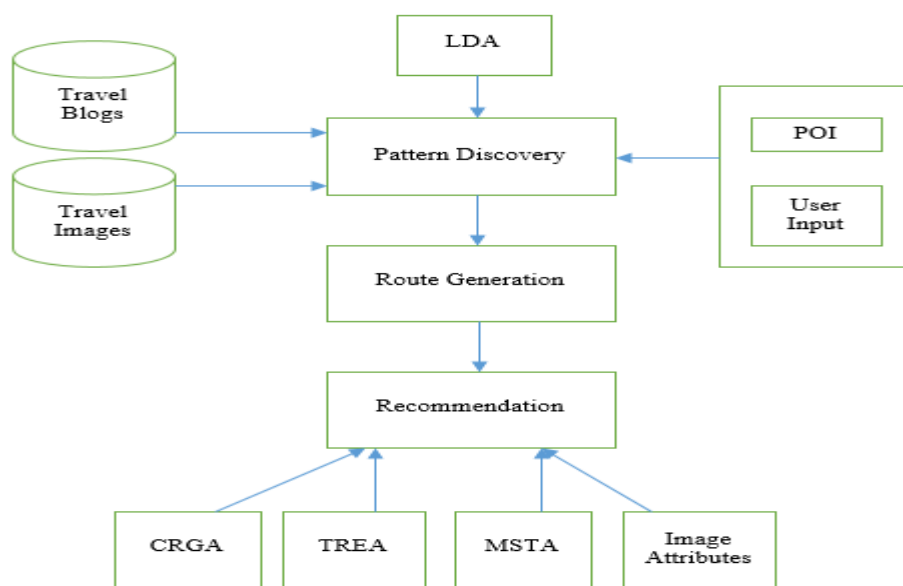 LDA
Travel
Blogs
Travel
Images
Pattern Discovery
POI
User
Input
Route Generation
Recommendation
CRGA
TREA
MSTA
Image
Attributes